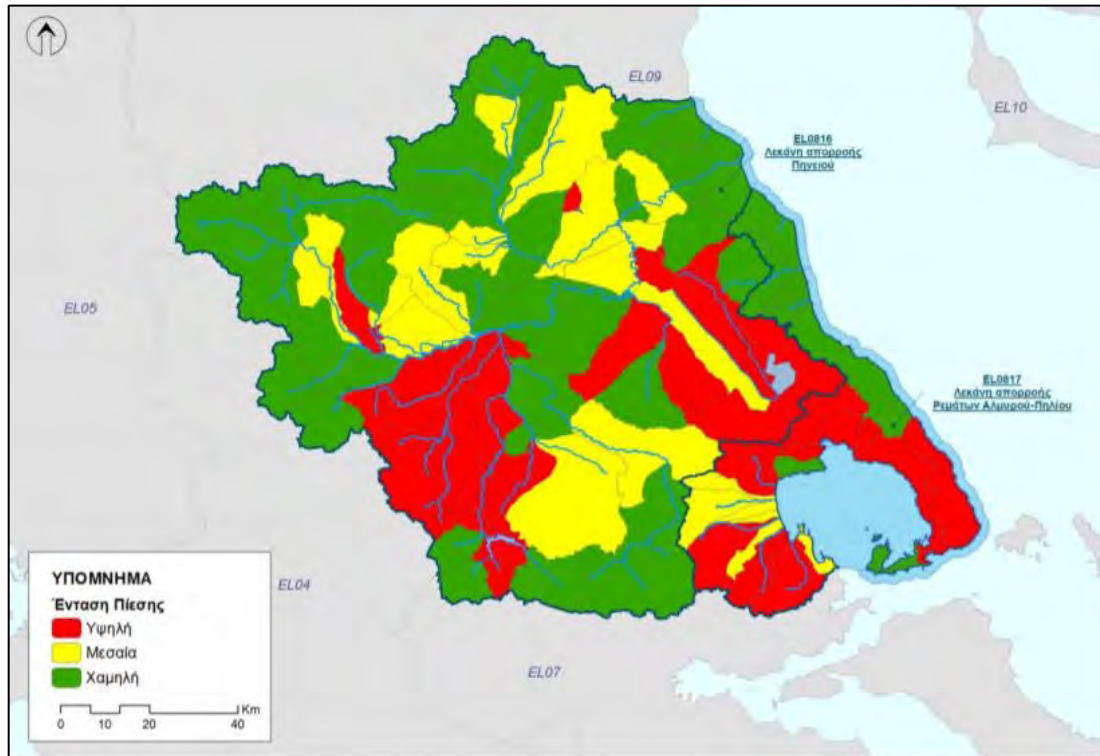 EL09
EL10
EL0816
Λεκάνη απορροής
Πηνειού
EL05
EL0817
Λεκάνη απορροής
Ρεμάτων Αλμυρού-Πηλίου
EL04
EL07
ΥΠΟΜΝΗΜΑ
Ένταση Πίεσης
Υψηλή
Μεσαία
Χαμηλή
Km
0 10 20 40